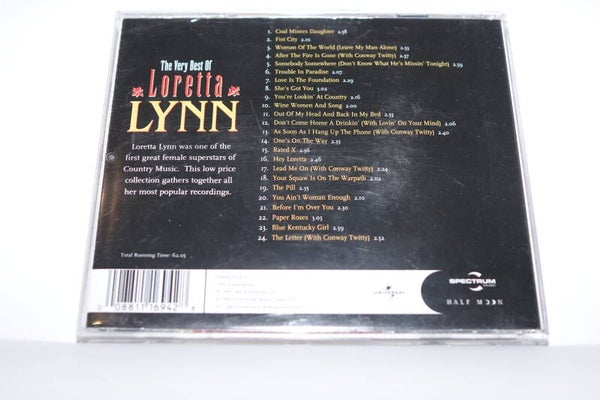 The Very Best Of
Loretta
LYNN
Loretta Lynn was one of the
first great female superstars of
Country Music. This low price
collection gathers together all
her most popular recordings.
Total Running Time: 62.05
1. Coal Miners Daughter 2.58
2. Fist City 2.10
3. Woman Of The World (Leave My Man Alone) 2.53
4. After The Fire Is Gone (With Conway Twitty) 2.35
5. Somebody Somewhere (Don't Know What He's Missin' Tonight) 2.59
6. Trouble In Paradise 2.07
7. Love Is The Foundation 2.29
8. She's Got You 3.02
9. You're Lookin' At Country 2.16
10. Wine Women And Song 2.00
11. Out Of My Head And Back In My Bed 2.35
12. Don't Come Home A Drinkin' (With Lovin' On Your Mind) 2.06
13. As Soon As I Hang Up The Phone (With Conway Twitty) 2.40
14. One's On The Way 2.35
15. Rated X 2.36
16. Hey Loretta 2.46
17. Lead Me On (With Conway Twitty) 2.24
18. Your Squaw Is On The Warpath 2.02
19. The Pill 2.35
20. You Ain't Woman Enough 2.10
21. Before I'm Over You 2.30
22. Paper Roses 3.05
23. Blue Kentucky Girl 2.39
24. The Letter (With Conway Twitty) 2.52
0 08811 16942 8
UNIVERSAL
SPECTRUM
MUSIC
HALF MOON